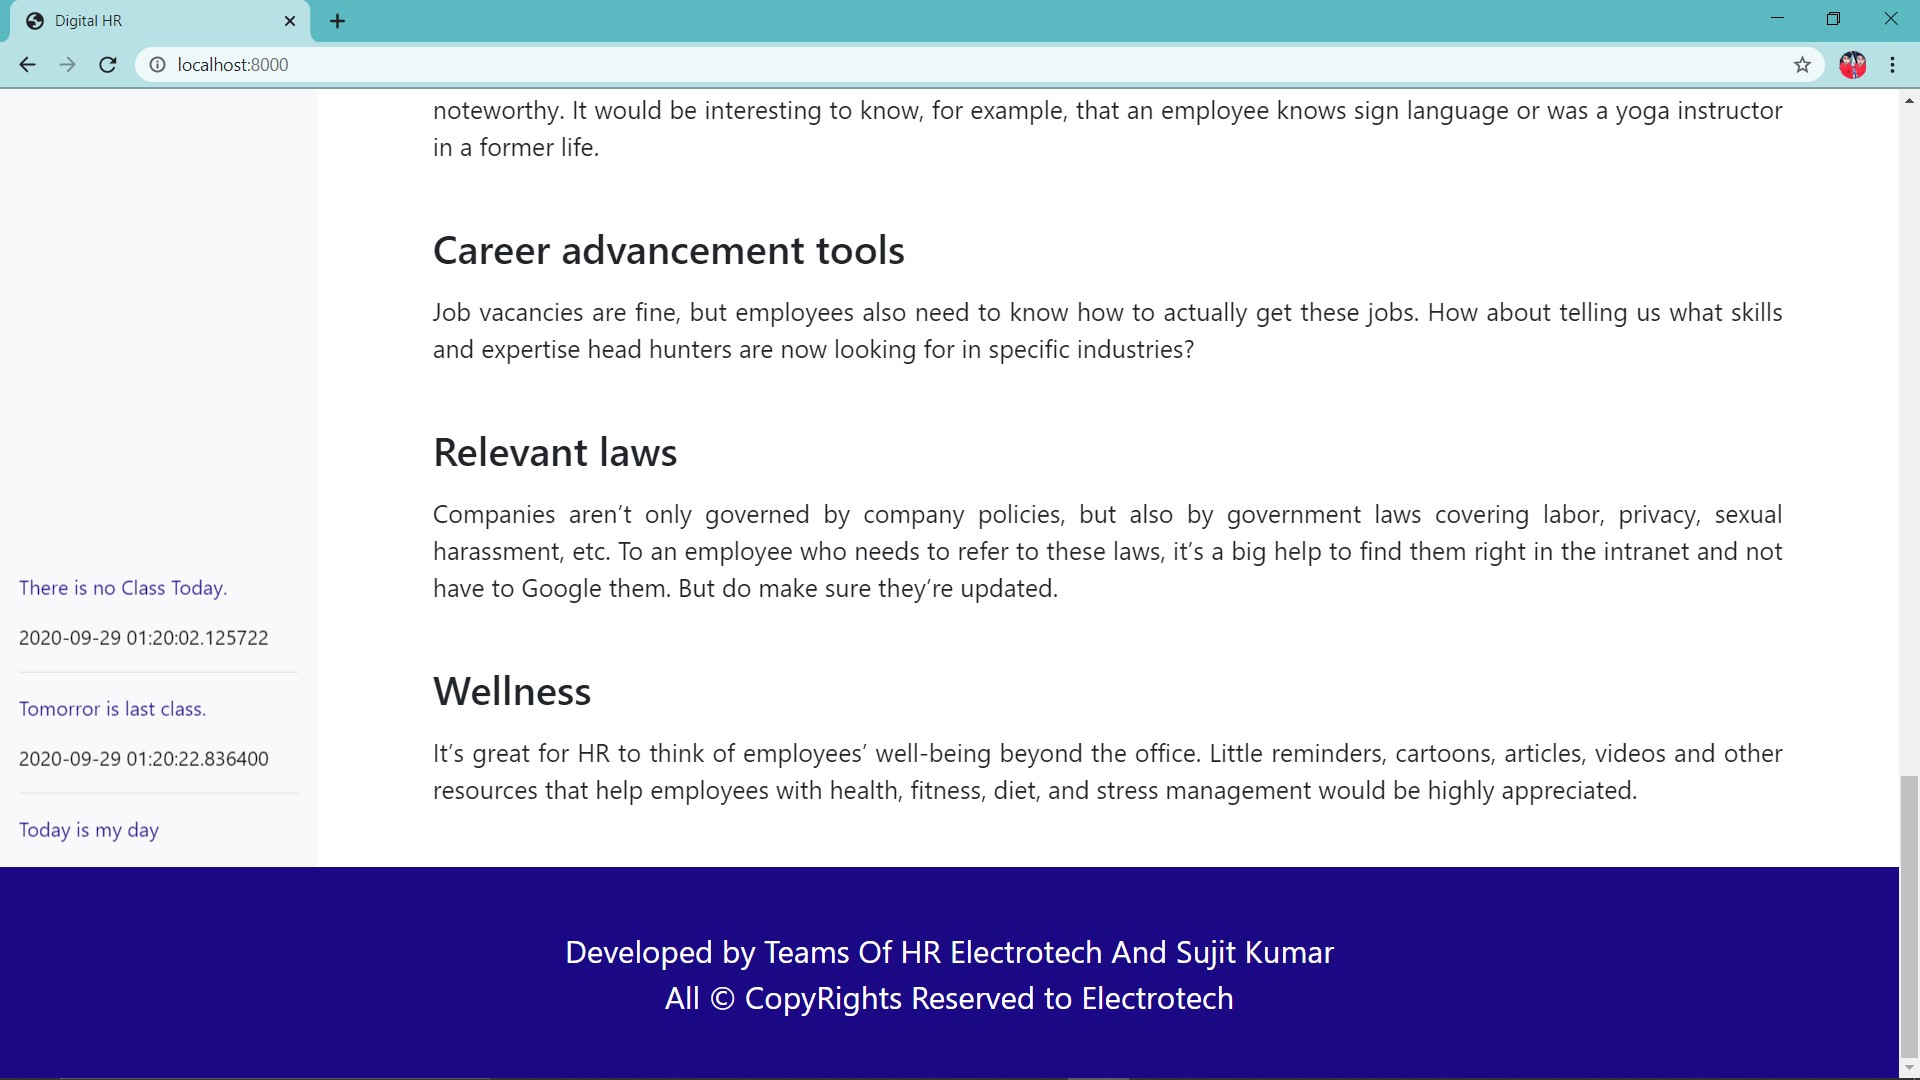 Digital HR
localhost:8000
noteworthy. It would be interesting to know, for example, that an employee knows sign language or was a yoga instructor
in a former life.
Career advancement tools
Job vacancies are fine, but employees also need to know how to actually get these jobs. How about telling us what skills
and expertise head hunters are now looking for in specific industries?
Relevant laws
Companies aren’t only governed by company policies, but also by government laws covering labor, privacy, sexual
harassment, etc. To an employee who needs to refer to these laws, it’s a big help to find them right in the intranet and not
have to Google them. But do make sure they’re updated.
Wellness
It’s great for HR to think of employees’ well-being beyond the office. Little reminders, cartoons, articles, videos and other
resources that help employees with health, fitness, diet, and stress management would be highly appreciated.
There is no Class Today.
2020-09-29 01:20:02.125722
Tomorror is last class.
2020-09-29 01:20:22.836400
Today is my day
Developed by Teams Of HR Electrotech And Sujit Kumar
All © CopyRights Reserved to Electrotech